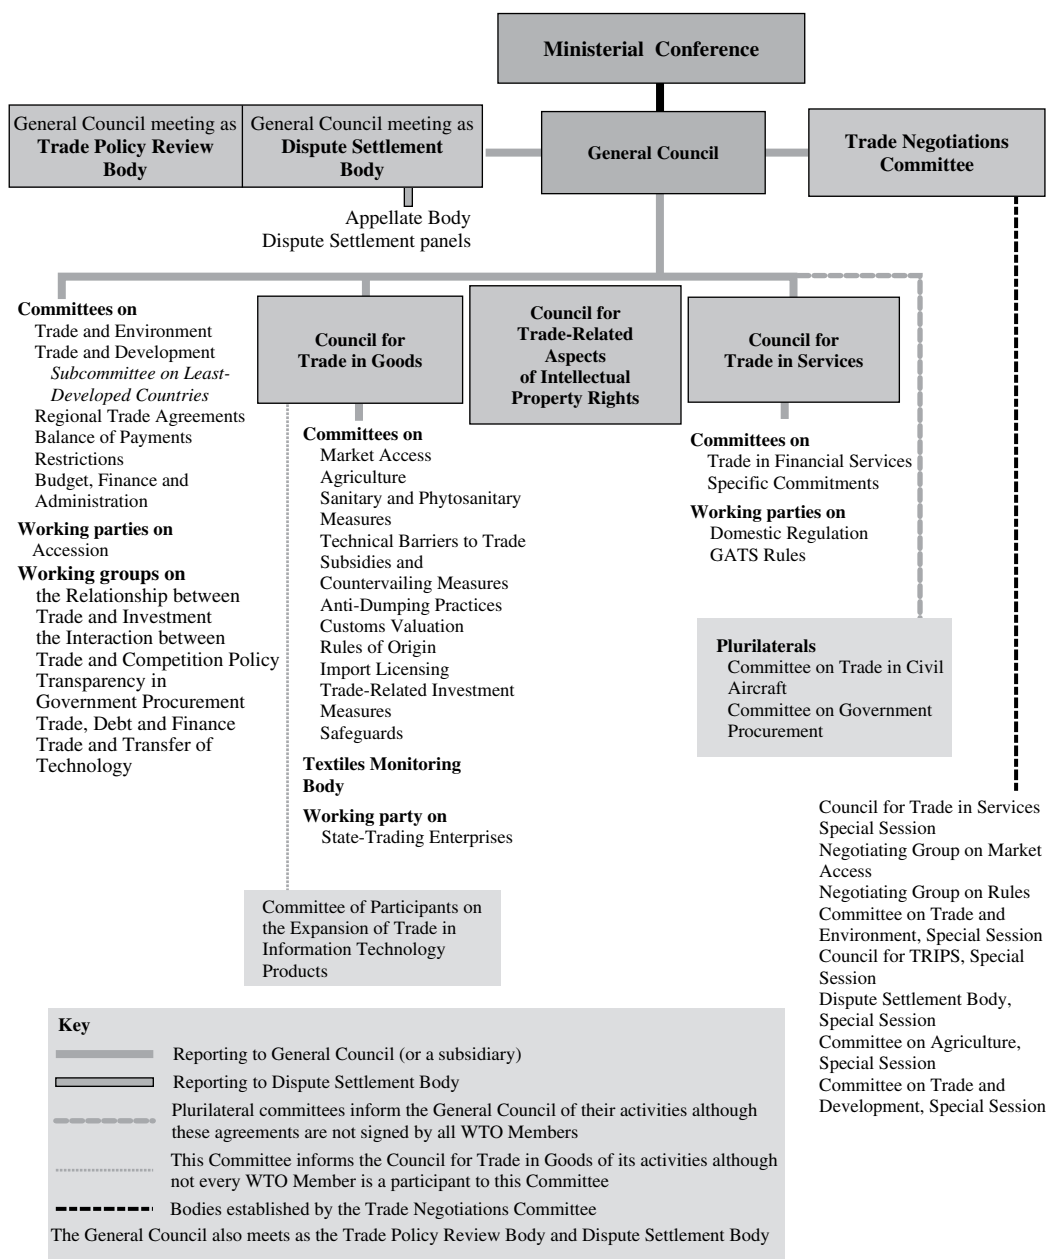 Ministerial Conference
General Council meeting as
Trade Policy Review
Body
General Council meeting as
Dispute Settlement
Body
General Council
Trade Negotiations
Committee
Appellate Body
Dispute Settlement panels
Committees on
Trade and Environment
Trade and Development
Subcommittee on Least-
Developed Countries
Regional Trade Agreements
Balance of Payments
Restrictions
Budget, Finance and
Administration
Working parties on
Accession
Working groups on
the Relationship between
Trade and Investment
the Interaction between
Trade and Competition Policy
Transparency in
Government Procurement
Trade, Debt and Finance
Trade and Transfer of
Technology
Council for
Trade in Goods
Committees on
Market Access
Agriculture
Sanitary and Phytosanitary
Measures
Technical Barriers to Trade
Subsidies and
Countervailing Measures
Anti-Dumping Practices
Customs Valuation
Rules of Origin
Import Licensing
Trade-Related Investment
Measures
Safeguards
Textiles Monitoring
Body
Working party on
State-Trading Enterprises
Committee of Participants on
the Expansion of Trade in
Information Technology
Products
Council for
Trade-Related
Aspects
of Intellectual
Property Rights
Council for
Trade in Services
Committees on
Trade in Financial Services
Specific Commitments
Working parties on
Domestic Regulation
GATS Rules
Plurilaterals
Committee on Trade in Civil
Aircraft
Committee on Government
Procurement
Council for Trade in Services
Special Session
Negotiating Group on Market
Access
Negotiating Group on Rules
Committee on Trade and
Environment, Special Session
Council for TRIPS, Special
Session
Dispute Settlement Body,
Special Session
Committee on Agriculture,
Special Session
Committee on Trade and
Development, Special Session
Key
Reporting to General Council (or a subsidiary)
Reporting to Dispute Settlement Body
Plurilateral committees inform the General Council of their activities although
these agreements are not signed by all WTO Members
This Committee informs the Council for Trade in Goods of its activities although
not every WTO Member is a participant to this Committee
Bodies established by the Trade Negotiations Committee
The General Council also meets as the Trade Policy Review Body and Dispute Settlement Body